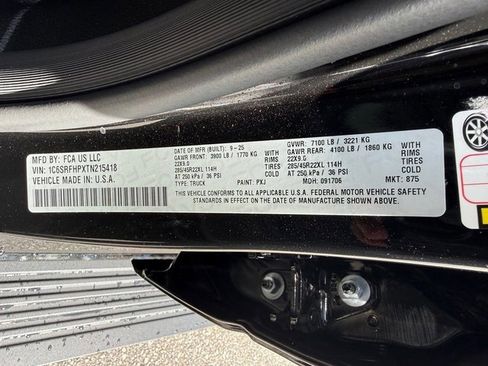 MFD BY: FCA US LLC
VIN: 1C6SRFHPXTN215418
VEHICLE MADE IN: U.S.A.
DATE OF MFR (BUILT): 9-25
GAWR FRONT: 3900 LB / 1770 KG
22X9.0 RIMS
TIRES
285/45R22XL 114H
AT 250 kPa / 36 PSI COLD
TYPE: TRUCK PAINT: PXJ
GVWR: 7100 LB / 3221 KG
GAWR REAR: 4100 LB / 1860 KG
22X9.0 RIMS
TIRES
285/45R22XL 114H
AT 250 kPa / 36 PSI COLD
MDH: 091706 MKT: 875
THIS VEHICLE CONFORMS TO ALL APPLICABLE U.S.A. FEDERAL MOTOR VEHICLE
SAFETY STANDARDS IN EFFECT ON THE DATE OF MANUFACTURE SHOWN ABOVE.